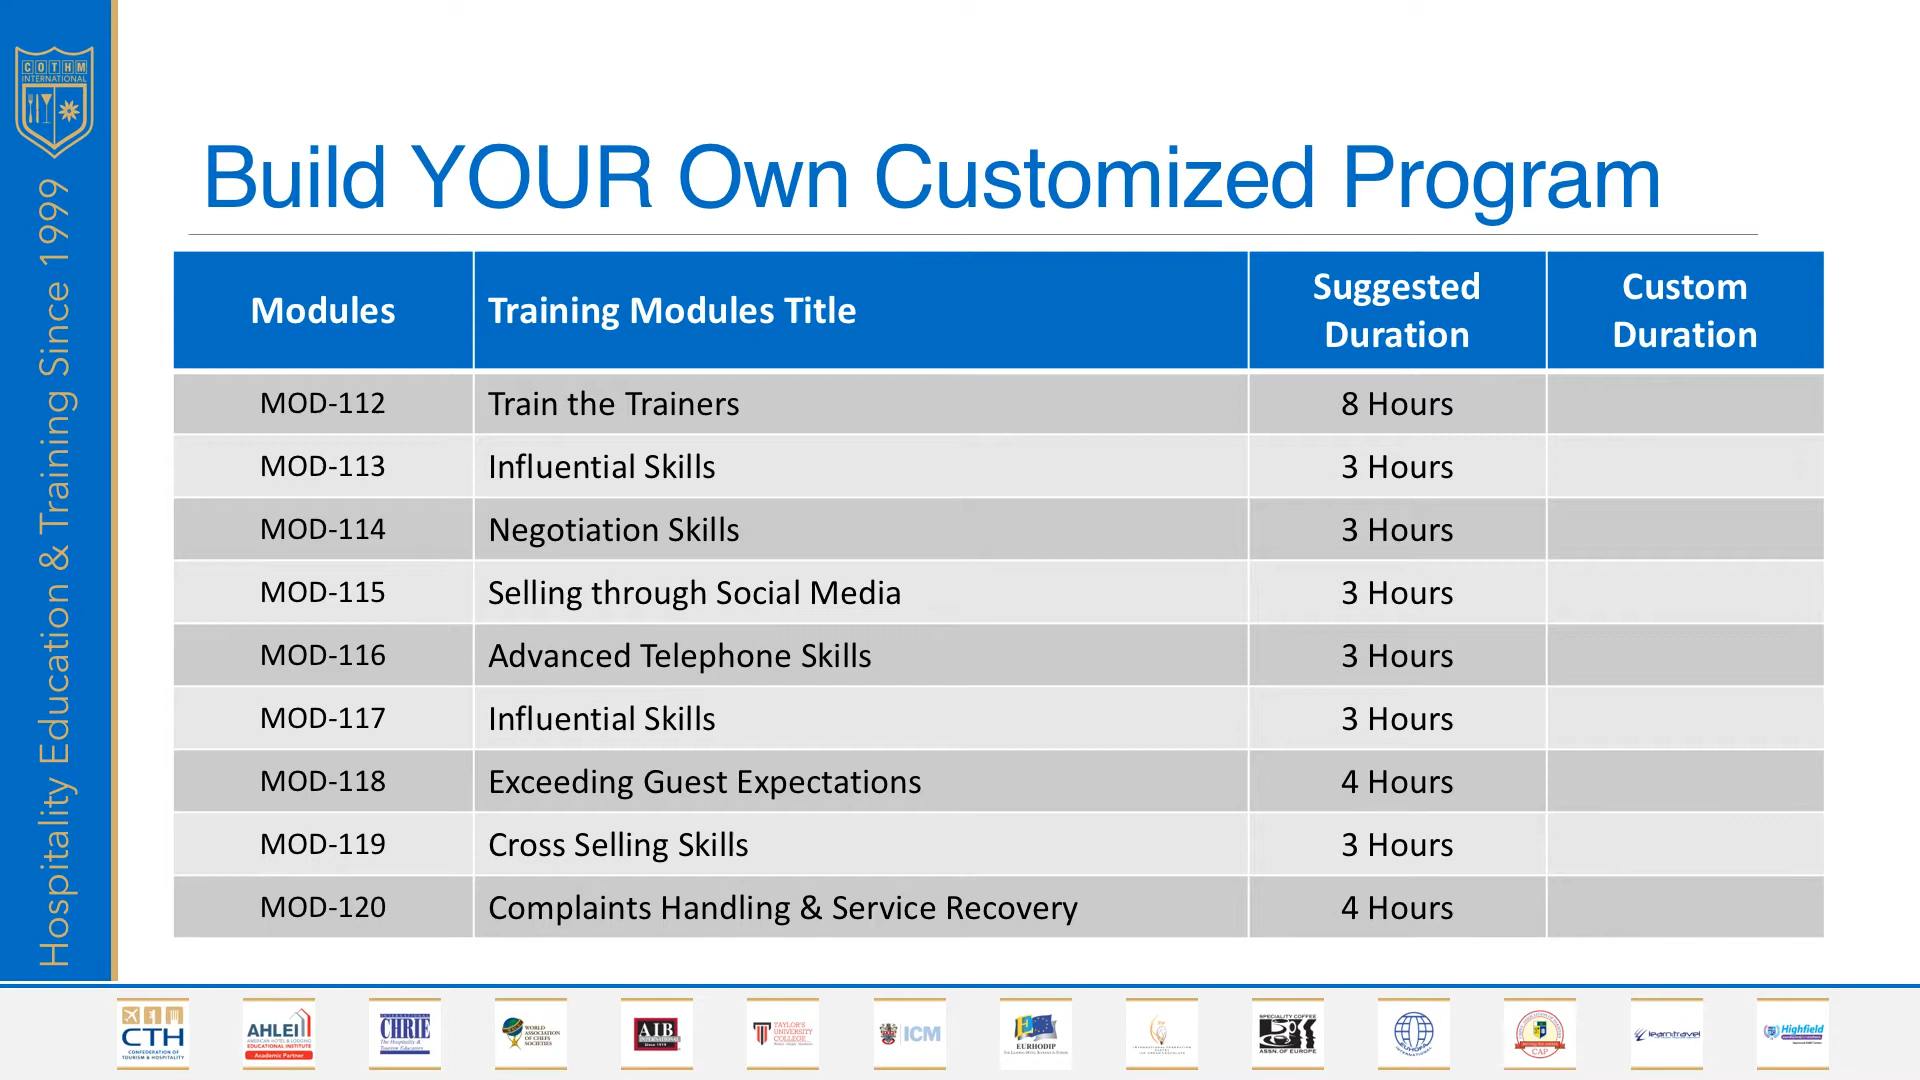 COTHM
INTERNATIONAL
Hospitality Education & Training Since 1999
Build YOUR Own Customized Program
Modules Training Modules Title Suggested Duration Custom Duration
MOD-112 Train the Trainers 8 Hours
MOD-113 Influential Skills 3 Hours
MOD-114 Negotiation Skills 3 Hours
MOD-115 Selling through Social Media 3 Hours
MOD-116 Advanced Telephone Skills 3 Hours
MOD-117 Influential Skills 3 Hours
MOD-118 Exceeding Guest Expectations 4 Hours
MOD-119 Cross Selling Skills 3 Hours
MOD-120 Complaints Handling & Service Recovery 4 Hours
CTH
CONFEDERATION OF
TOURISM & HOSPITALITY
AHLEI
AMERICAN HOTEL & LODGING
EDUCATIONAL INSTITUTE
Academic Partner
INTERNATIONAL
CHRIE
The Hospitality &
Tourism Educators
WORLD
ASSOCIATION
OF CHEFS
SOCIETIES
AIB
INTERNATIONAL
Since 1919
TAYLOR'S
UNIVERSITY
COLLEGE
ICM
EURHODIP
SPECIALITY COFFEE
ASSN. OF EUROPE
EUHOFA
INTERNATIONAL
CAP
learntravel
Highfield